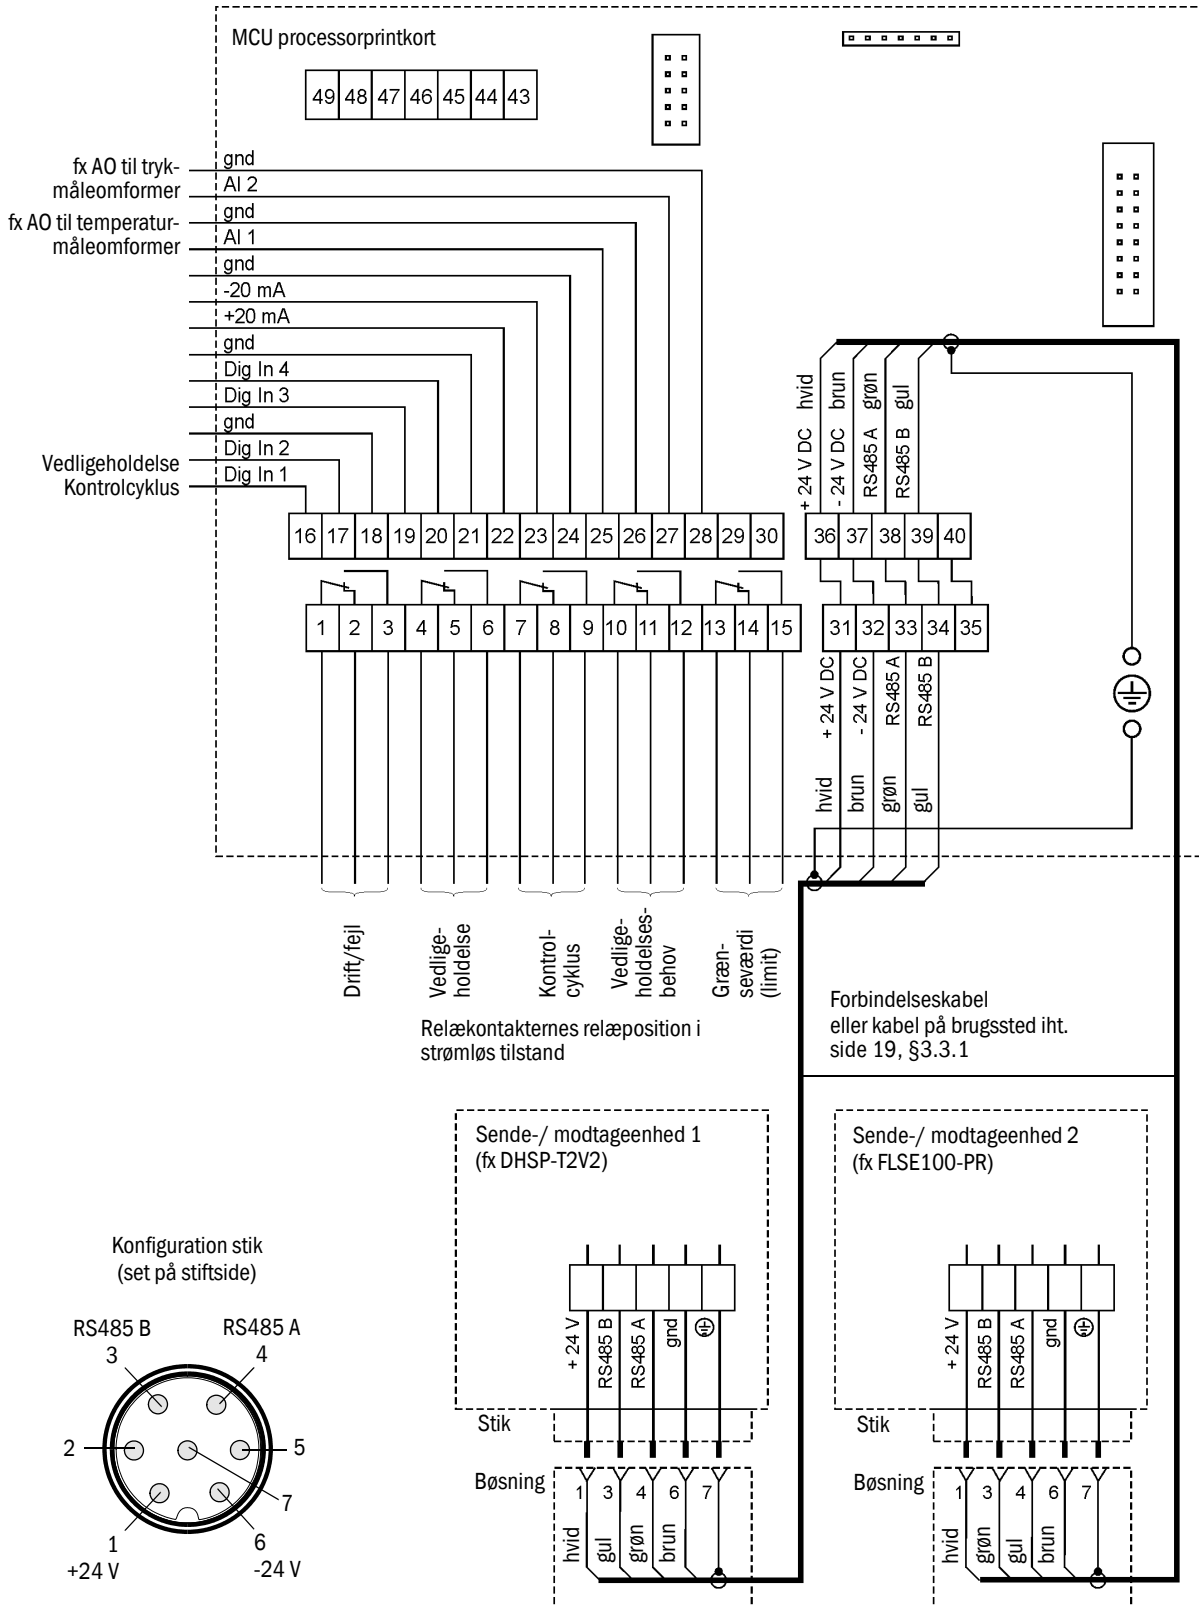 MCU processorprintkort
49 48 47 46 45 44 43
fx AO til tryk-
måleomformer
fx AO til temperatur-
måleomformer
Vedligeholdelse
Kontrolcyklus
gnd
AI 2
gnd
AI 1
gnd
-20 mA
+20 mA
gnd
Dig In 4
Dig In 3
gnd
Dig In 2
Dig In 1
hvid
brun
grøn
gul
+ 24 V DC
- 24 V DC
RS485 A
RS485 B
16 17 18 19 20 21 22 23 24 25 26 27 28 29 30
36 37 38 39 40
1 2 3 4 5 6 7 8 9 10 11 12 13 14 15
31 32 33 34 35
+ 24 V DC
- 24 V DC
RS485 A
RS485 B
hvid
brun
grøn
gul
Drift/fejl
Vedlige-
holdelse
Kontrol-
cyklus
Vedlige-
holdelses-
behov
Græn-
seværdi
(limit)
Relækontakternes relæposition i
strømløs tilstand
Forbindelseskabel
eller kabel på brugssted iht.
side 19, §3.3.1
Sende-/ modtageenhed 1
(fx DHSP-T2V2)
+ 24 V
RS485 B
RS485 A
gnd
Stik
Bøsning
1 3 4 6 7
hvid
gul
grøn
brun
Sende-/ modtageenhed 2
(fx FLSE100-PR)
+ 24 V
RS485 B
RS485 A
gnd
Stik
Bøsning
1 3 4 6 7
hvid
grøn
gul
brun
Konfiguration stik
(set på stiftside)
RS485 B
3
RS485 A
4
2
5
7
1
+24 V
6
-24 V